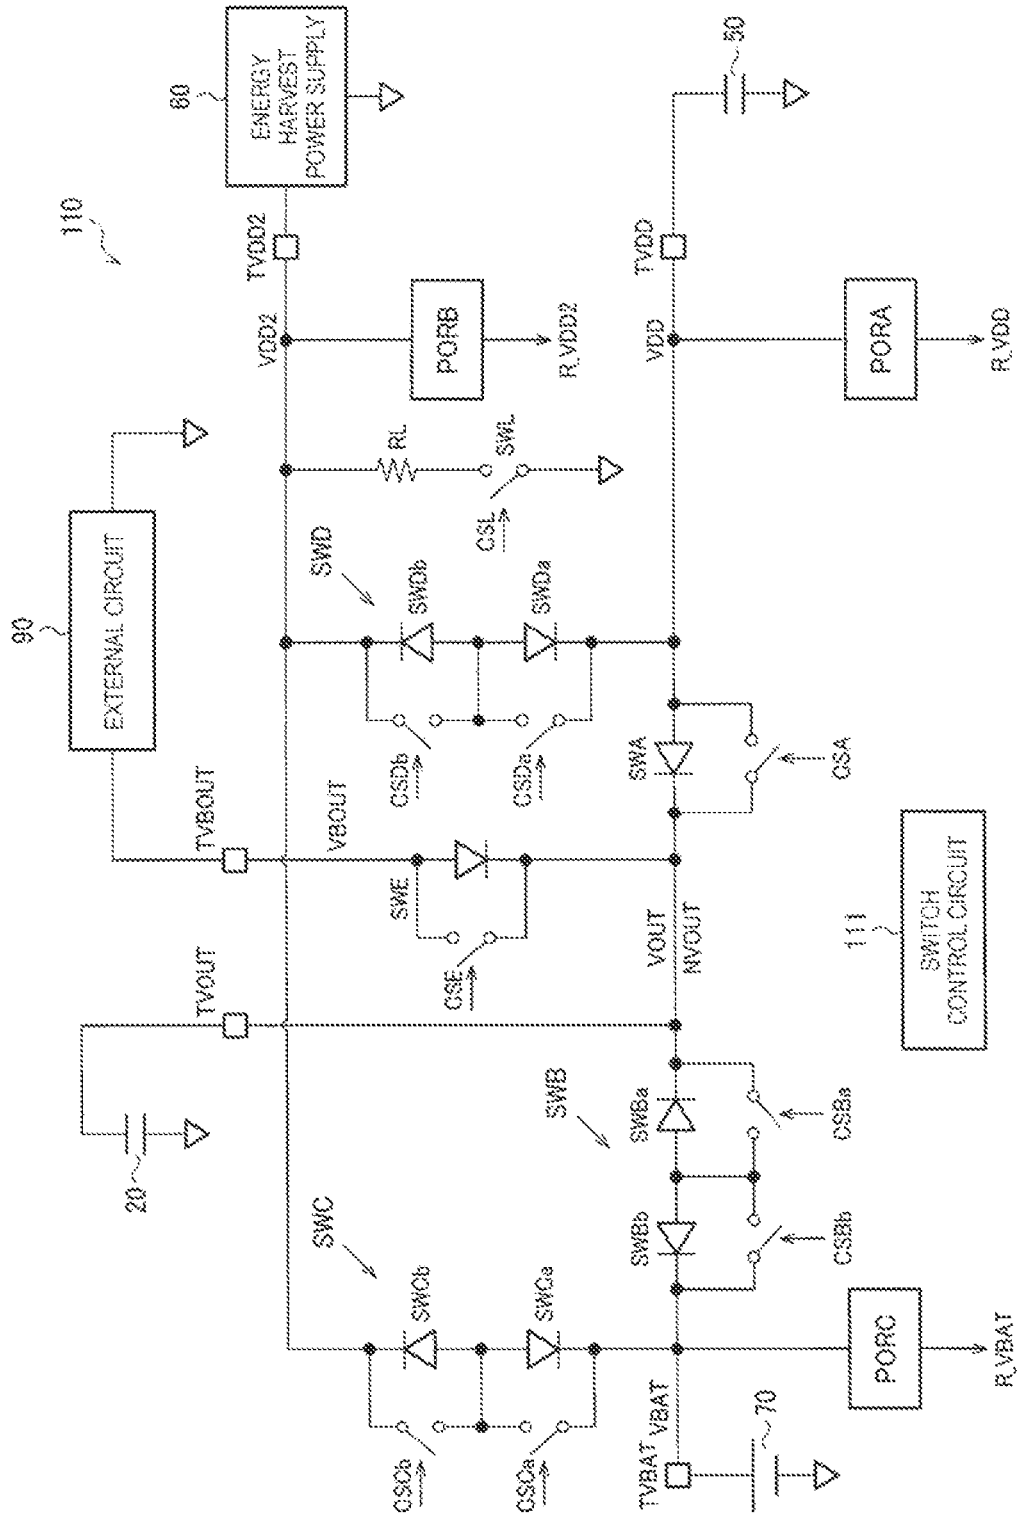 110
80
ENERGY
HARVEST
POWER SUPPLY
50
TVDD2
TVDD
VDD2
VDD
PORB
R_VDD2
PORA
R_VDD
90
EXTERNAL CIRCUIT
RL
SWL
CSL
SWD
SWDb
SWDa
CSDb
CSDa
SWA
CSA
TVBOUT
VBOUT
SWE
CSE
VOUT
NVOUT
111
SWITCH
CONTROL CIRCUIT
TVOUT
20
SWB
SWBa
CSBa
SWBb
CSBb
SWC
SWCb
SWCa
CSCb
CSCa
PORC
R_VBAT
VBAT
TVBAT
70